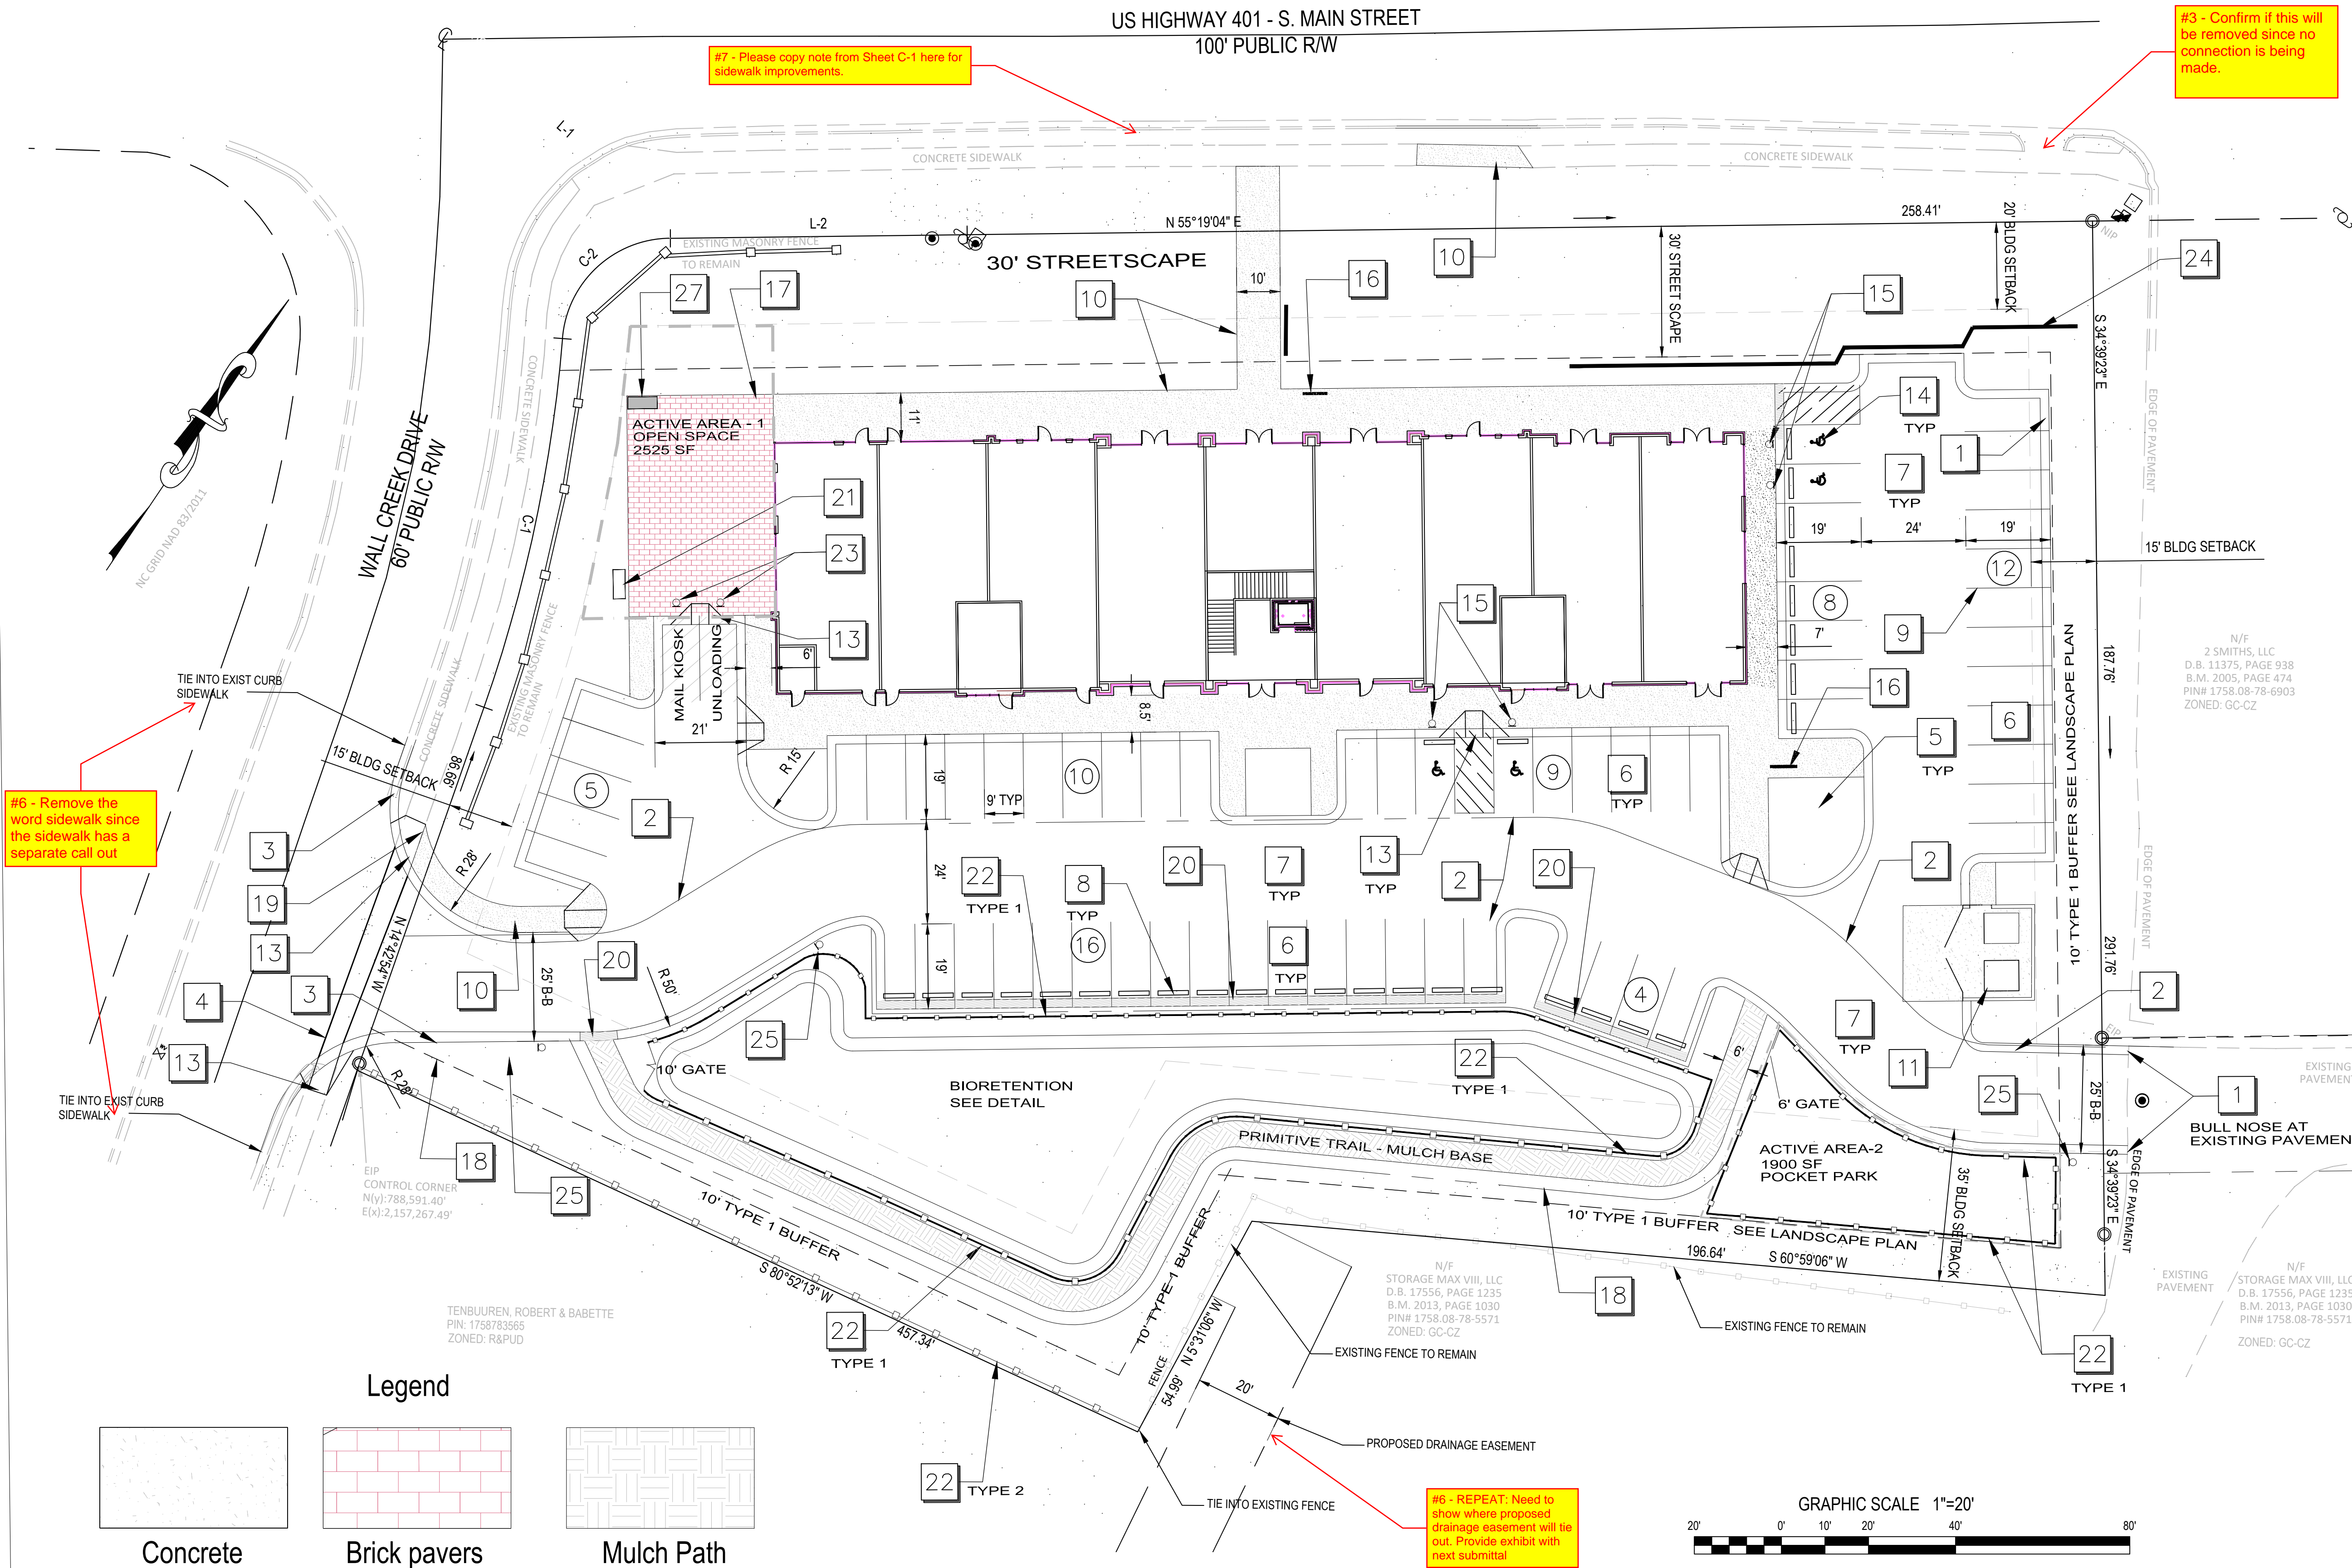 US HIGHWAY 401 - S. MAIN STREET
100' PUBLIC R/W
#7 - Please copy note from Sheet C-1 here for
sidewalk improvements.
#3 - Confirm if this will
be removed since no
connection is being
made.
L-1
CONCRETE SIDEWALK
CONCRETE SIDEWALK
L-2
N 55°19'04" E
258.41'
20' BLDG SETBACK
NIP
C-2
EXISTING MASONRY FENCE
TO REMAIN
30' STREETSCAPE
10'
30' STREET SCAPE
10
16
24
27
17
10
15
S 34°39'23" E
EDGE OF PAVEMENT
NC GRID NAD 83/2011
WALL CREEK DRIVE
60' PUBLIC R/W
CONCRETE SIDEWALK
C-1
11'
ACTIVE AREA - 1
OPEN SPACE
2525 SF
14
TYP
1
7
TYP
21
23
19'
24'
19'
15' BLDG SETBACK
12
8
9
7'
15
13
6'
MAIL KIOSK
UNLOADING
21'
8.5'
16
187.76'
N/F
2 SMITHS, LLC
D.B. 11375, PAGE 938
B.M. 2005, PAGE 474
PIN# 1758.08-78-6903
ZONED: GC-CZ
6
5
TYP
10' TYPE 1 BUFFER SEE LANDSCAPE PLAN
TIE INTO EXIST CURB
SIDEWALK
CONCRETE SIDEWALK
EXISTING MASONRY FENCE
TO REMAIN
15' BLDG SETBACK
99.98
#6 - Remove the
word sidewalk since
the sidewalk has a
separate call out
5
2
R 15'
19'
9' TYP
10
9
6
TYP
3
R 28'
24'
22
TYPE 1
8
TYP
20
7
TYP
13
TYP
2
20
2
EDGE OF PAVEMENT
19
13
N 14°42'54" W
10
25' B-B
20
R 50'
19'
16
6
TYP
4
291.76'
2
4
3
13
25
7
TYP
EIP
11
R 28'
10' GATE
BIORETENTION
SEE DETAIL
22
TYPE 1
6'
6' GATE
25
25' B-B
1
BULL NOSE AT
EXISTING PAVEMEN
EXISTING
PAVEMEN
TIE INTO EXIST CURB
SIDEWALK
18
25
EIP
CONTROL CORNER
N(y):788,591.40'
E(x):2,157,267.49'
PRIMITIVE TRAIL - MULCH BASE
ACTIVE AREA-2
1900 SF
POCKET PARK
35' BLDG SETBACK
S 34°39'23" E
EDGE OF PAVEMENT
10' TYPE 1 BUFFER
S 80°52'13" W
457.34'
10' TYPE 1 BUFFER
10' TYPE 1 BUFFER SEE LANDSCAPE PLAN
196.64'
S 60°59'06" W
TENBUUREN, ROBERT & BABETTE
PIN: 1758783565
ZONED: R&PUD
22
TYPE 1
FENCE
54.99'
N 5°31'06" W
20'
N/F
STORAGE MAX VIII, LLC
D.B. 17556, PAGE 1235
B.M. 2013, PAGE 1030
PIN# 1758.08-78-5571
ZONED: GC-CZ
18
EXISTING FENCE TO REMAIN
EXISTING FENCE TO REMAIN
EXISTING
PAVEMENT
N/F
STORAGE MAX VIII, LLC
D.B. 17556, PAGE 1235
B.M. 2013, PAGE 1030
PIN# 1758.08-78-5571
ZONED: GC-CZ
22
TYPE 1
Legend
PROPOSED DRAINAGE EASEMENT
22
TYPE 2
TIE INTO EXISTING FENCE
#6 - REPEAT: Need to
show where proposed
drainage easement will tie
out. Provide exhibit with
next submittal
GRAPHIC SCALE 1"=20'
20'
0'
10'
20'
40'
80'
Concrete
Brick pavers
Mulch Path